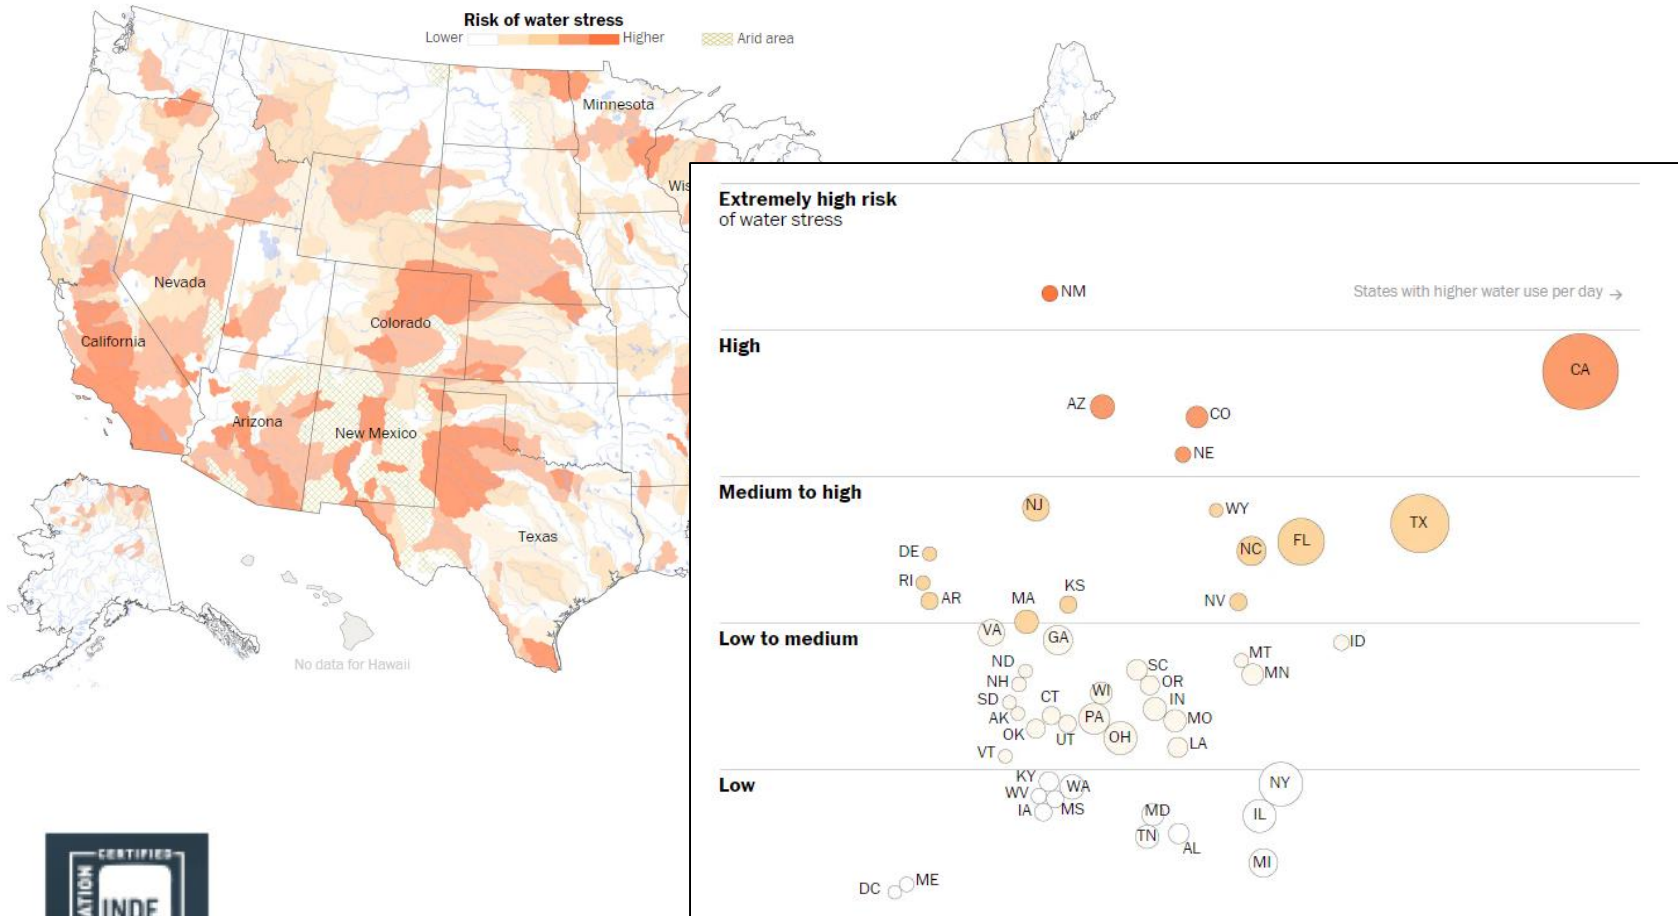 Risk of water stress
Lower Higher Arid area
Minnesota
Wis
Nevada
Colorado
California
Arizona
New Mexico
Texas
No data for Hawaii
Extremely high risk
of water stress
NM
States with higher water use per day →
High
CA
AZ
CO
NE
Medium to high
NJ
WY
TX
FL
NC
DE
RI
AR
KS
MA
NV
Low to medium
VA
GA
ID
MT
MN
ND
SC
NH
OR
WI
SD
CT
IN
AK
PA
MO
OK
UT
OH
LA
VT
Low
KY
WA
NY
WV
IA
MS
MD
IL
TN
AL
MI
DC
ME
CERTIFIED
ATION
INDE